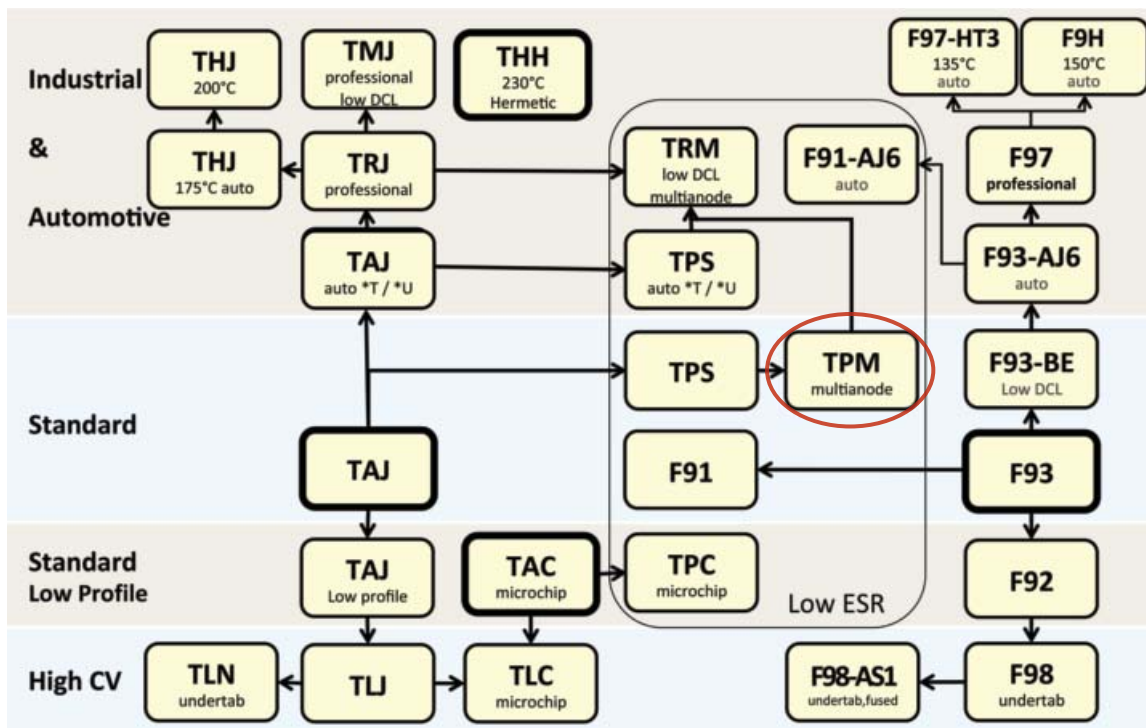 Industrial
&
Automotive
THJ
200°C
TMJ
professional
low DCL
THH
230°C
Hermetic
F97-HT3
135°C
auto
F9H
150°C
auto
THJ
175°C auto
TRJ
professional
TRM
low DCL
multianode
F91-AJ6
auto
F97
professional
TAJ
auto *T / *U
TPS
auto *T / *U
F93-AJ6
auto
Standard
TPS
TPM
multianode
F93-BE
Low DCL
TAJ
F91
F93
Standard
Low Profile
TAJ
Low profile
TAC
microchip
TPC
microchip
Low ESR
F92
High CV
TLN
undertab
TLJ
TLC
microchip
F98-AS1
undertab,fused
F98
undertab